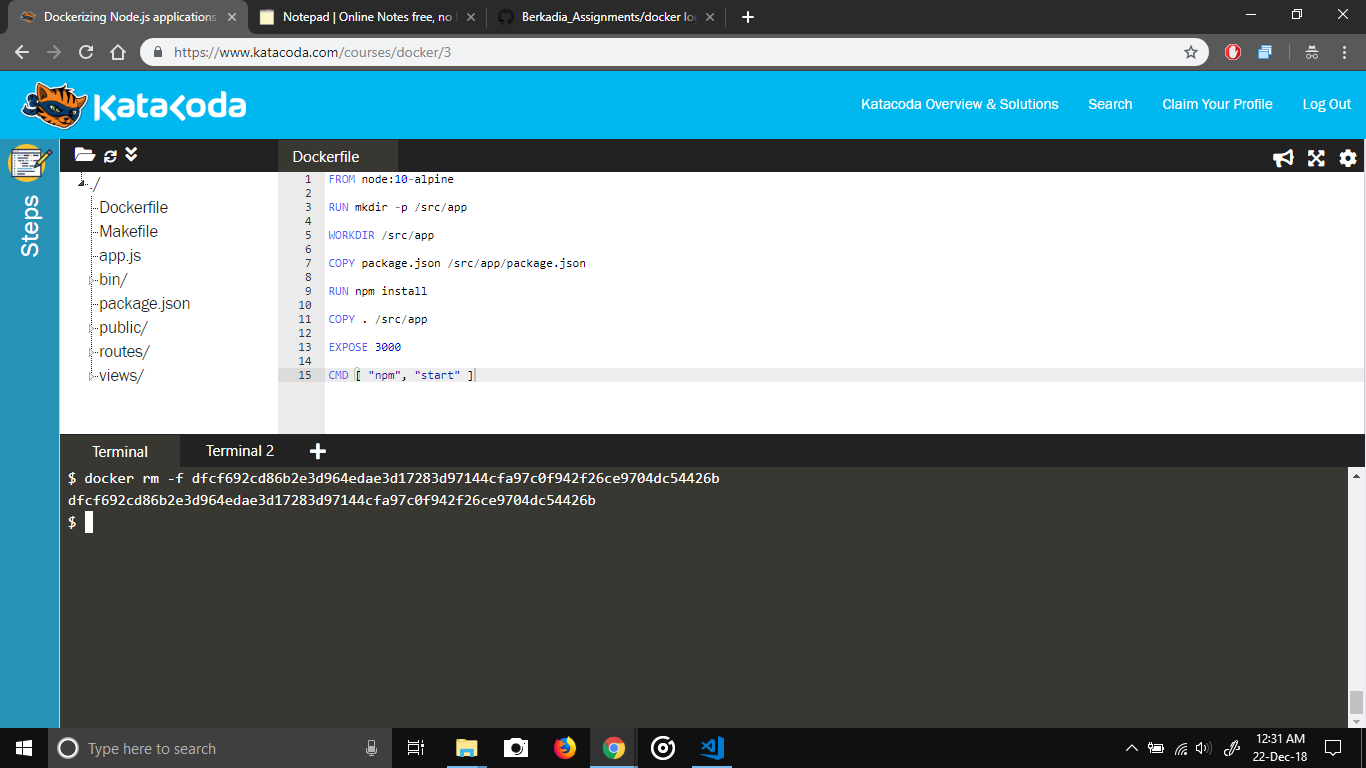 Dockerizing Node.js applications
Notepad | Online Notes free, no
Berkadia_Assignments/docker log
https://www.katacoda.com/courses/docker/3
KataKoda
Katacoda Overview & Solutions
Search
Claim Your Profile
Log Out
Steps
./
Dockerfile
Makefile
app.js
bin/
package.json
public/
routes/
views/
Dockerfile
1 FROM node:10-alpine
2
3 RUN mkdir -p /src/app
4
5 WORKDIR /src/app
6
7 COPY package.json /src/app/package.json
8
9 RUN npm install
10
11 COPY . /src/app
12
13 EXPOSE 3000
14
15 CMD [ "npm", "start" ]
Terminal
Terminal 2
$ docker rm -f dfcf692cd86b2e3d964edae3d17283d97144cfa97c0f942f26ce9704dc54426b
dfcf692cd86b2e3d964edae3d17283d97144cfa97c0f942f26ce9704dc54426b
$
Type here to search
12:31 AM
22-Dec-18